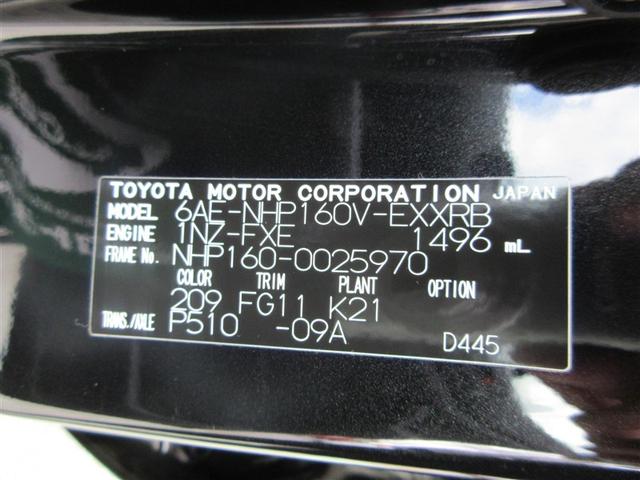 TOYOTA MOTOR CORPORATION JAPAN
MODEL 6AE-NHP160V-EXXRB
ENGINE 1NZ-FXE 1496 mL
FRAME No. NHP160-0025970
COLOR TRIM PLANT OPTION
209 FG11 K21
TRANS./AXLE P510 -09A D445